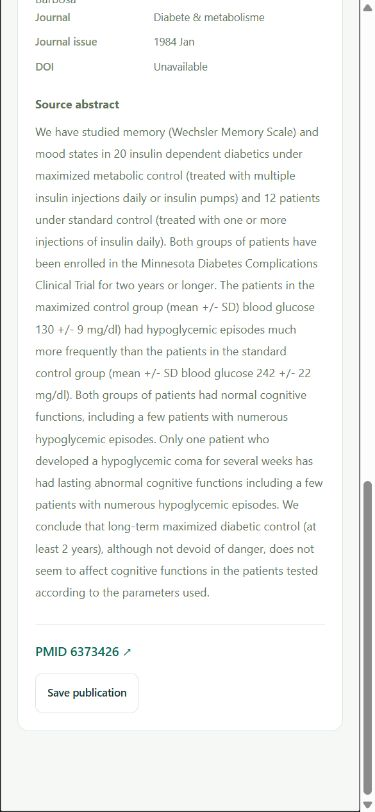 Barbosa
Journal Diabete & metabolisme
Journal issue 1984 Jan
DOI Unavailable
Source abstract
We have studied memory (Wechsler Memory Scale) and
mood states in 20 insulin dependent diabetics under
maximized metabolic control (treated with multiple
insulin injections daily or insulin pumps) and 12 patients
under standard control (treated with one or more
injections of insulin daily). Both groups of patients have
been enrolled in the Minnesota Diabetes Complications
Clinical Trial for two years or longer. The patients in the
maximized control group (mean +/- SD) blood glucose
130 +/- 9 mg/dl) had hypoglycemic episodes much
more frequently than the patients in the standard
control group (mean +/- SD blood glucose 242 +/- 22
mg/dl). Both groups of patients had normal cognitive
functions, including a few patients with numerous
hypoglycemic episodes. Only one patient who
developed a hypoglycemic coma for several weeks has
had lasting abnormal cognitive functions including a few
patients with numerous hypoglycemic episodes. We
conclude that long-term maximized diabetic control (at
least 2 years), although not devoid of danger, does not
seem to affect cognitive functions in the patients tested
according to the parameters used.
PMID 6373426 ↗
Save publication